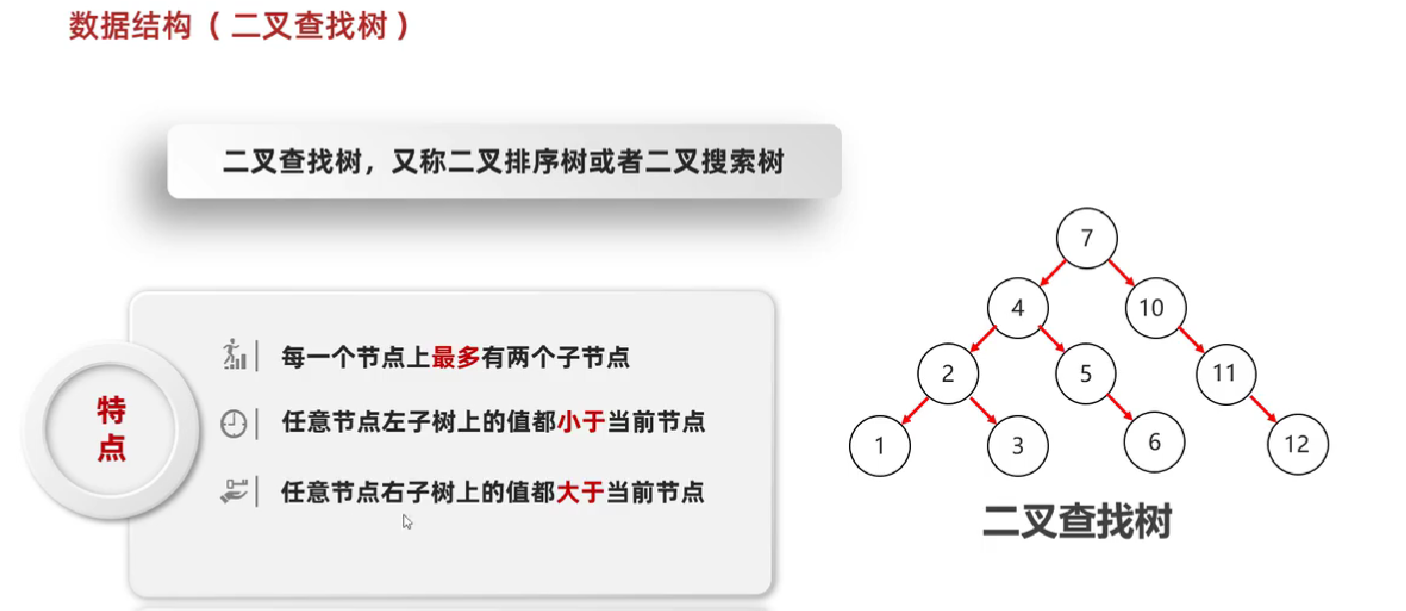 数据结构（二叉查找树）
二叉查找树，又称二叉排序树或者二叉搜索树
特
点
每一个节点上最多有两个子节点
任意节点左子树上的值都小于当前节点
任意节点右子树上的值都大于当前节点
7
4 10
2 5 11
1 3 6 12
二叉查找树